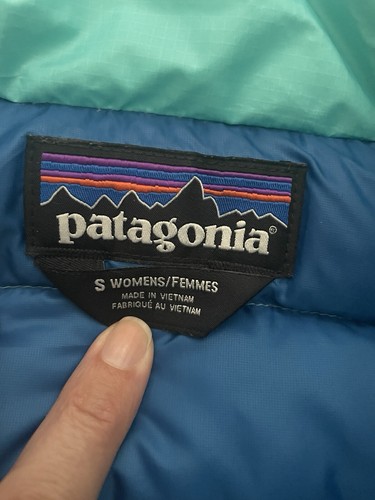 patagonia®
S WOMENS/FEMMES
MADE IN VIETNAM
FABRIQUÉ AU VIETNAM